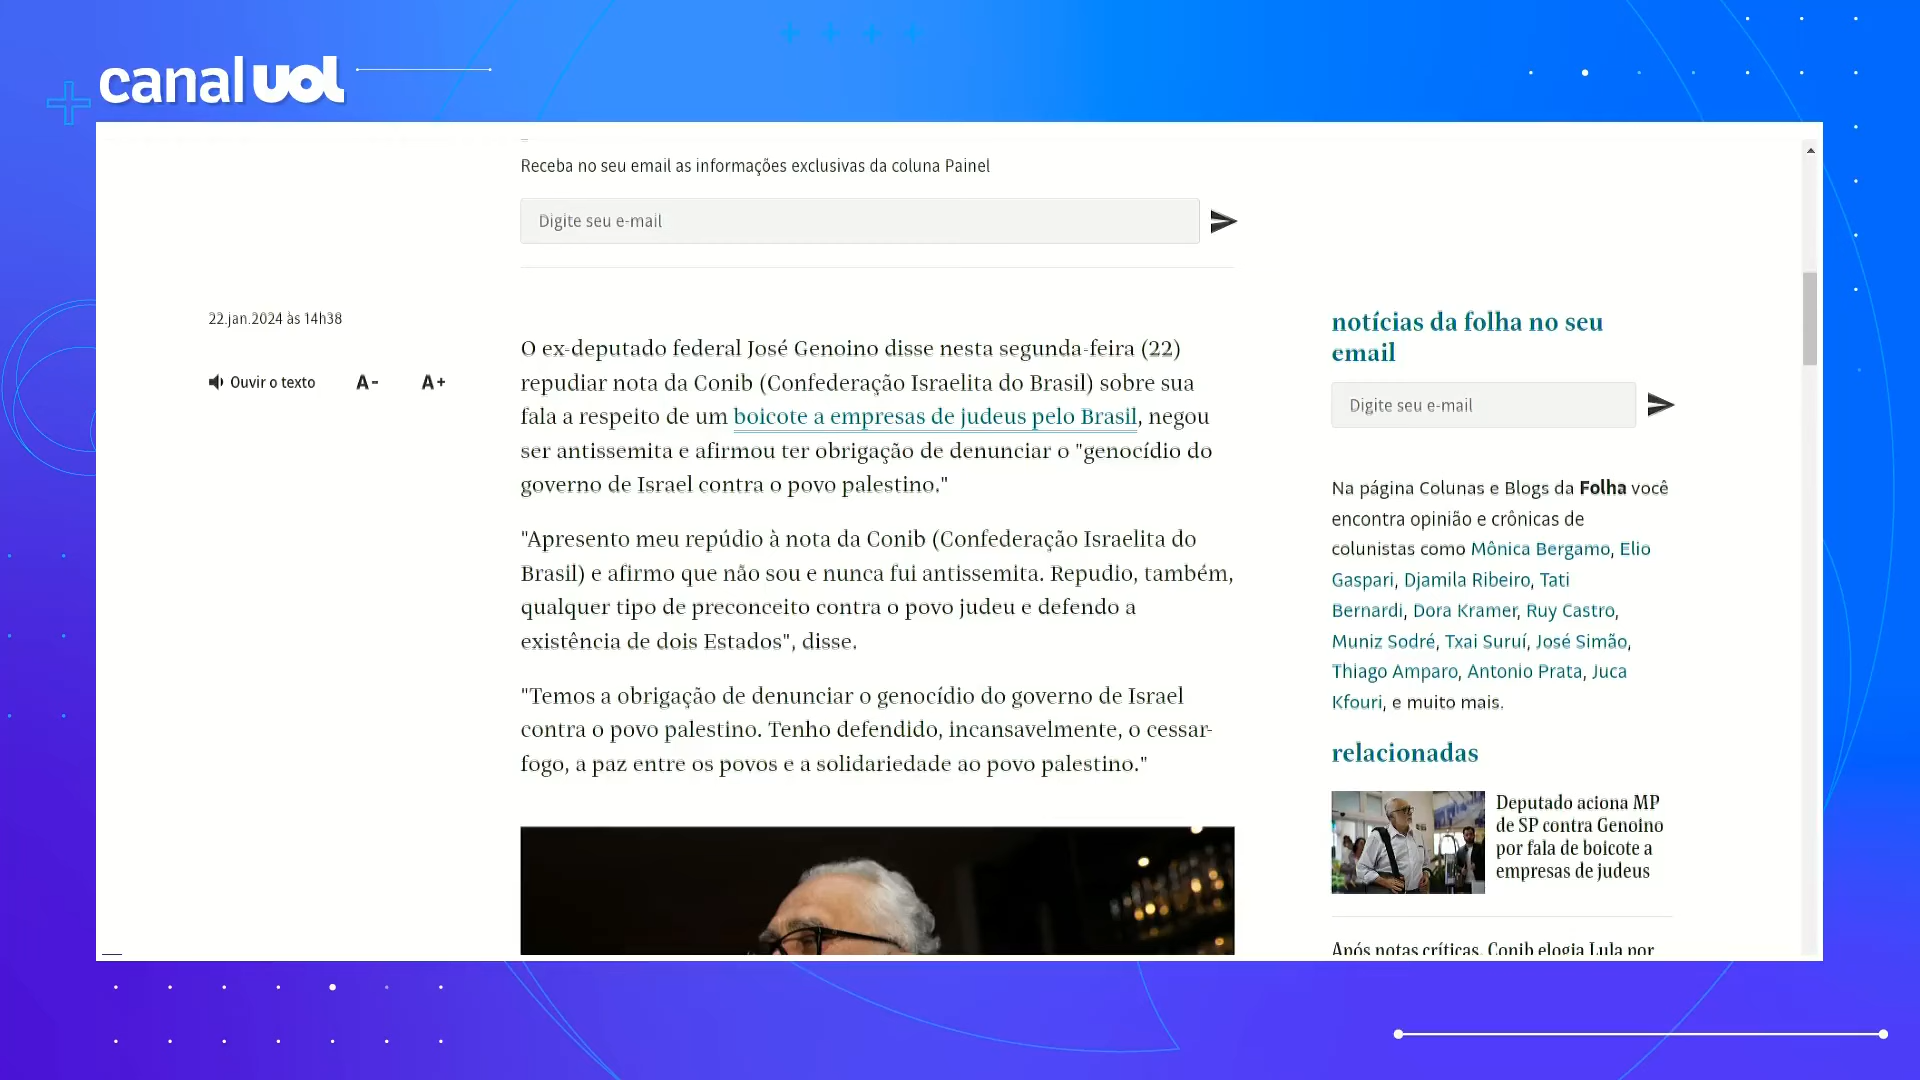 canal uol
Receba no seu email as informações exclusivas da coluna Painel
Digite seu e-mail
22.jan.2024 às 14h38
Ouvir o texto A- A+
O ex-deputado federal José Genoino disse nesta segunda-feira (22)
repudiar nota da Conib (Confederação Israelita do Brasil) sobre sua
fala a respeito de um boicote a empresas de judeus pelo Brasil, negou
ser antissemita e afirmou ter obrigação de denunciar o "genocídio do
governo de Israel contra o povo palestino."
"Apresento meu repúdio à nota da Conib (Confederação Israelita do
Brasil) e afirmo que não sou e nunca fui antissemita. Repudio, também,
qualquer tipo de preconceito contra o povo judeu e defendo a
existência de dois Estados", disse.
"Temos a obrigação de denunciar o genocídio do governo de Israel
contra o povo palestino. Tenho defendido, incansavelmente, o cessar-
fogo, a paz entre os povos e a solidariedade ao povo palestino."
notícias da folha no seu
email
Digite seu e-mail
Na página Colunas e Blogs da Folha você
encontra opinião e crônicas de
colunistas como Mônica Bergamo, Elio
Gaspari, Djamila Ribeiro, Tati
Bernardi, Dora Kramer, Ruy Castro,
Muniz Sodré, Txai Suruí, José Simão,
Thiago Amparo, Antonio Prata, Juca
Kfouri, e muito mais.
relacionadas
Deputado aciona MP
de SP contra Genoino
por fala de boicote a
empresas de judeus
Após notas críticas, Conib elogia Lula por